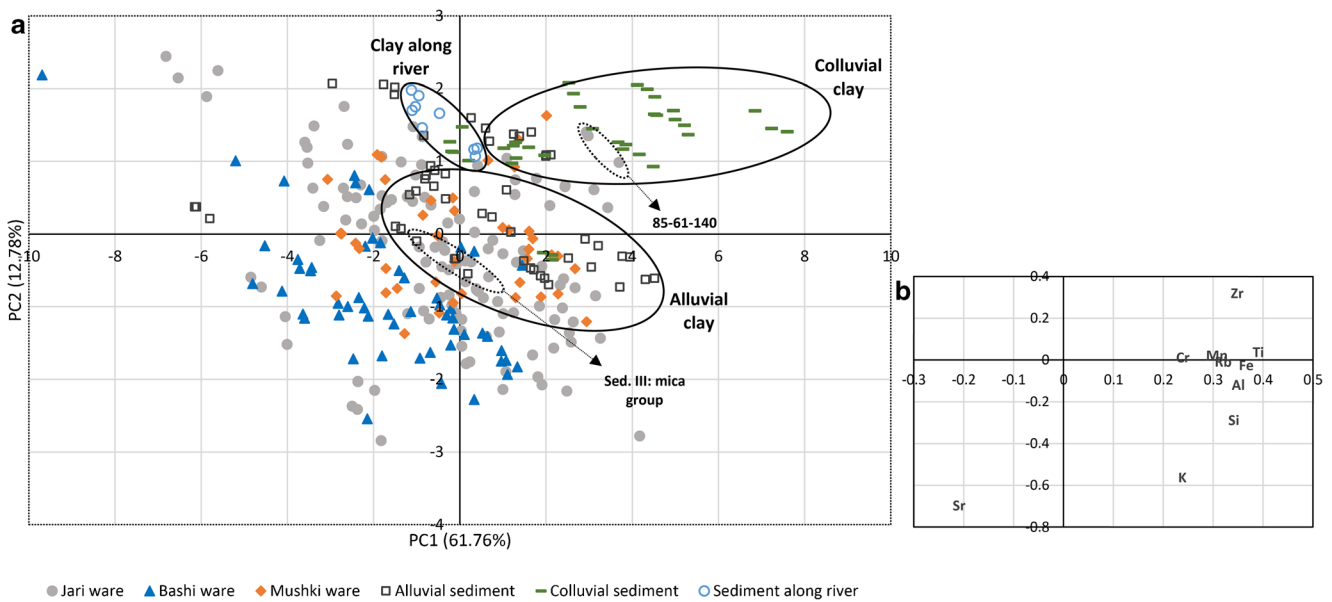 a
3
Clay along
river
Colluvial
clay
2
1
85-61-140
-10 -8 -6 -4 -2 0 2 4 6 8 10
0
-1
Alluvial
clay
Sed. III: mica
group
-2
-3
-4
PC2 (12.78%)
PC1 (61.76%)
b
0.4
Zr
0.2
Cr Mn Rb Ti
Fe
0
-0.3 -0.2 -0.1 0 0.1 0.2 0.3 0.4 0.5
Al
-0.2
Si
-0.4
K
-0.6
Sr
-0.8
Jari ware Bashi ware Mushki ware Alluvial sediment Colluvial sediment Sediment along river